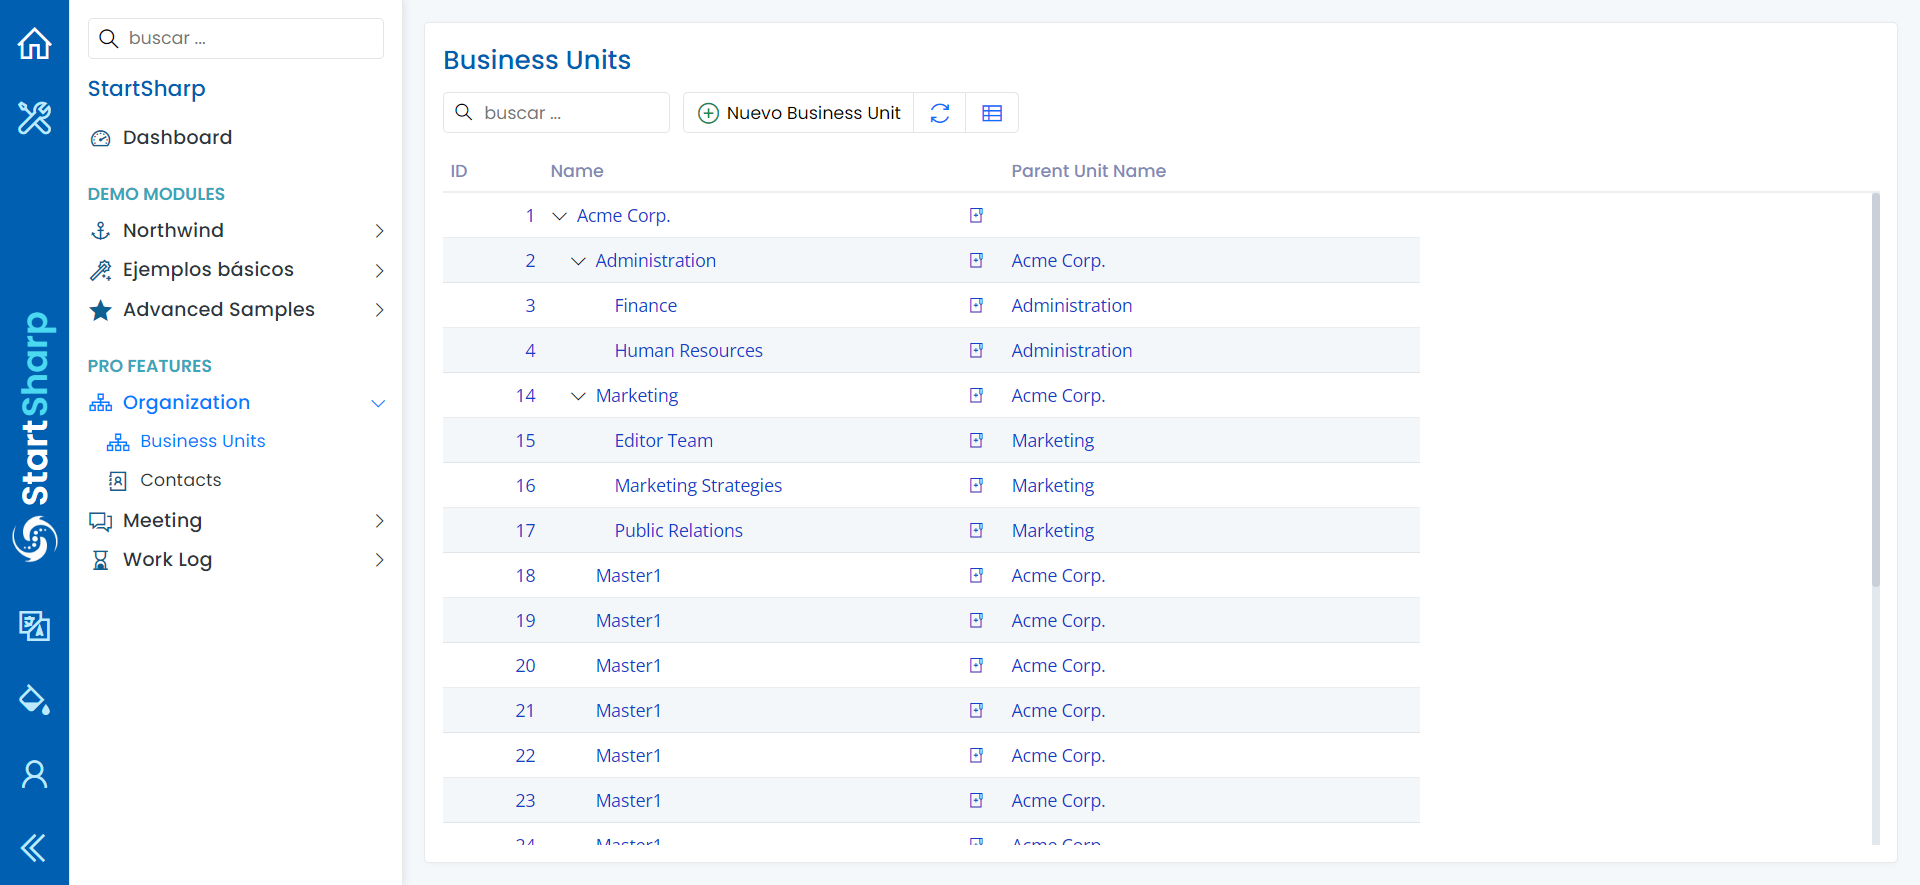 buscar ...
StartSharp
Dashboard
DEMO MODULES
Northwind
Ejemplos básicos
Advanced Samples
PRO FEATURES
Organization
Business Units
Contacts
Meeting
Work Log
StartSharp
Business Units
buscar ...
Nuevo Business Unit
ID Name Parent Unit Name
1 Acme Corp.
2 Administration Acme Corp.
3 Finance Administration
4 Human Resources Administration
14 Marketing Acme Corp.
15 Editor Team Marketing
16 Marketing Strategies Marketing
17 Public Relations Marketing
18 Master1 Acme Corp.
19 Master1 Acme Corp.
20 Master1 Acme Corp.
21 Master1 Acme Corp.
22 Master1 Acme Corp.
23 Master1 Acme Corp.
24 Master1 Acme Corp.